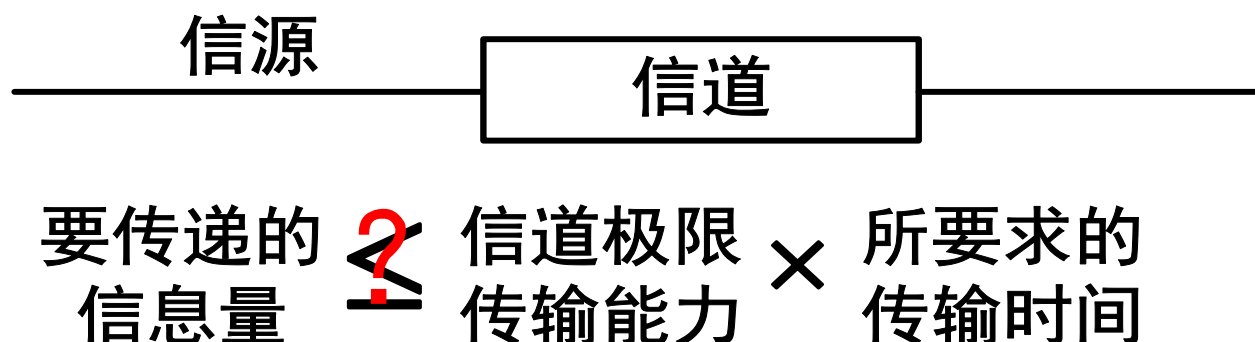 信源
信道
要传递的 ≤ ? 信道极限 × 所要求的
信息量 传输能力 传输时间